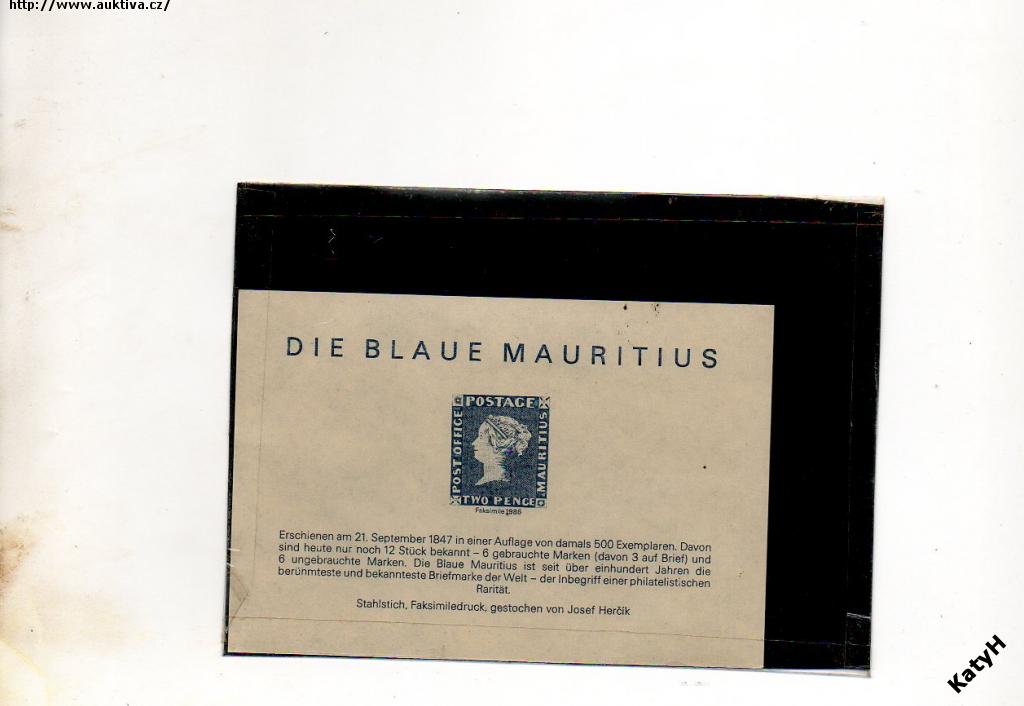 http://www.auktiva.cz/
DIE BLAUE MAURITIUS
POSTAGE
POST OFFICE
MAURITIUS
TWO PENCE
Faksimile 1986
Erschienen am 21. September 1847 in einer Auflage von damals 500 Exemplaren. Davon
sind heute nur noch 12 Stück bekannt – 6 gebrauchte Marken (davon 3 auf Brief) und
6 ungebrauchte Marken. Die Blaue Mauritius ist seit über einhundert Jahren die
berühmteste und bekannteste Briefmarke der Welt – der Inbegriff einer philatelistischen
Rarität.
Stahlstich, Faksimiledruck, gestochen von Josef Herčík
KatyH